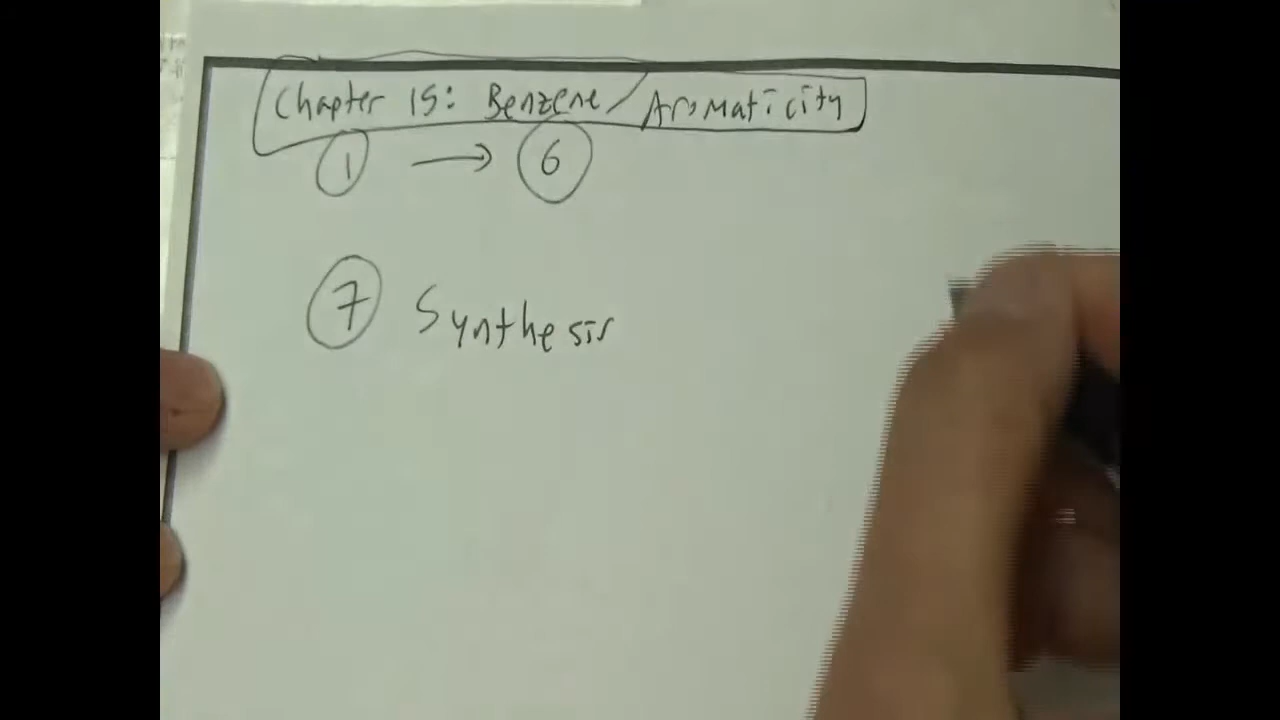 Chapter 15: Benzene/Aromaticity
1 → 6
7 Synthesis